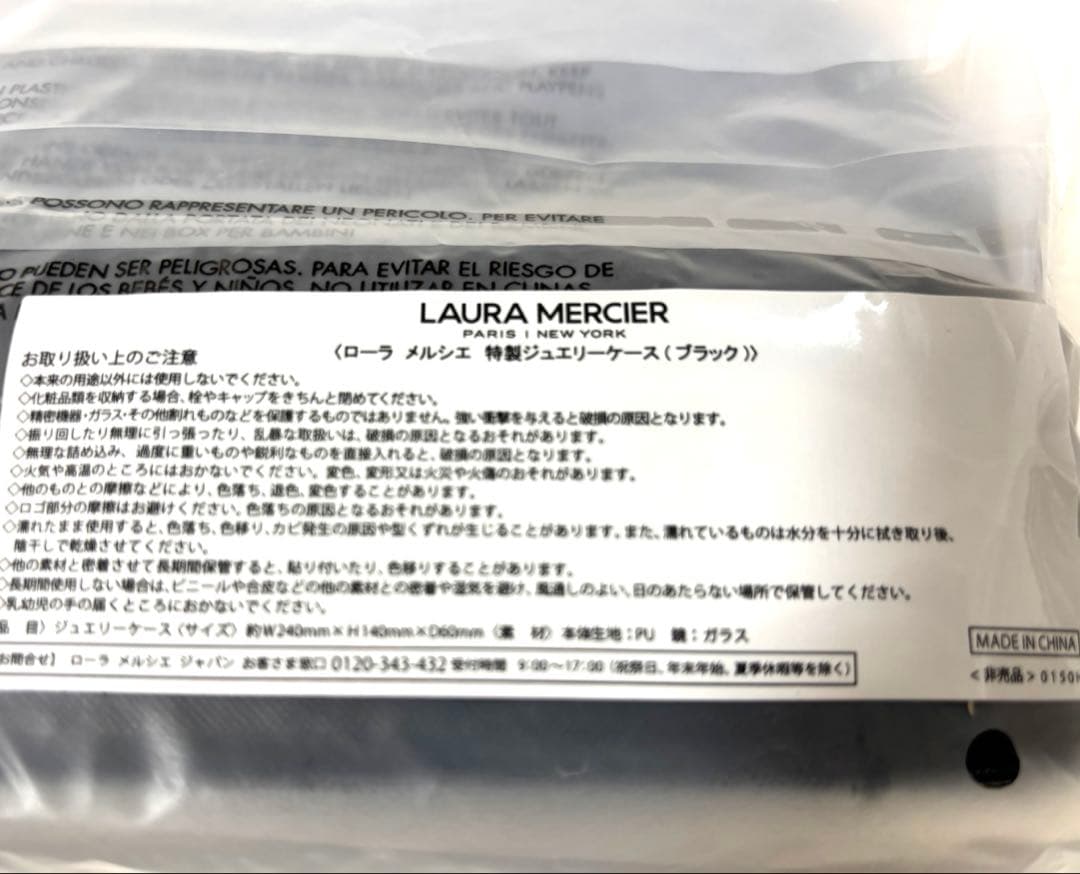 AND CHILDREN
KEEP
N PLAST
PLAYPENS
POSSONO RAPPRESENTARE UN PERICOLO. PER EVITARE
NE E NEI BOX PER BAMBINI
O PUEDEN SER PELIGROSAS. PARA EVITAR EL RIESGO DE
CE DE LOS BEBÉS Y NIÑOS. NO UTILIZAR EN CUNAS
LAURA MERCIER
PARIS | NEW YORK
〈ローラ メルシエ 特製ジュエリーケース(ブラック)〉
お取り扱い上のご注意
◇本来の用途以外には使用しないでください。
◇化粧品類を収納する場合、栓やキャップをきちんと閉めてください。
◇精密機器・ガラス・その他割れものなどを保護するものではありません。強い衝撃を与えると破損の原因となります。
◇振り回したり無理に引っ張ったり、乱暴な取扱いは、破損の原因となるおそれがあります。
◇無理な詰め込み、過度に重いものや鋭利なものを直接入れると、破損の原因となります。
◇火気や高温のところにはおかないでください。変色、変形又は火災や火傷のおそれがあります。
◇他のものとの摩擦などにより、色落ち、退色、変色することがあります。
◇ロゴ部分の摩擦はお避けください。色落ちの原因となるおそれがあります。
◇濡れたまま使用すると、色落ち、色移り、カビ発生の原因や型くずれが生じることがあります。また、濡れているものは水分を十分に拭き取り後、
陰干しで乾燥させてください。
◇他の素材と密着させて長期間保管すると、貼り付いたり、色移りすることがあります。
◇長期間使用しない場合は、ビニールや合皮などの他の素材との密着や湿気を避け、風通しのよい、日のあたらない場所で保管してください。
◇乳幼児の手の届くところにおかないでください。
品 目〉ジュエリーケース〈サイズ〉約W240mm×H140mm×D60mm〈素 材〉本体生地:PU 鏡:ガラス
お問合せ】 ローラ メルシエ ジャパン お客さま窓口 0120-343-432 受付時間 9:00~17:00(祝祭日、年末年始、夏季休暇等を除く)
MADE IN CHINA
<非売品> 0150H